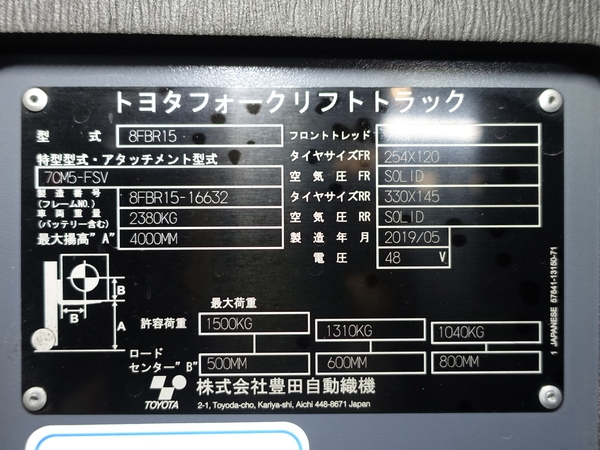 トヨタフォークリフトトラック
型式 8FBR15 フロントトレッド
特型型式・アタッチメント型式 タイヤサイズFR 254X120
7CM5-FSV 空気圧FR SOLID
製造番号(フレームNO.) 8FBR15-16632 タイヤサイズRR 330X145
車両重量(バッテリー含む) 2380KG 空気圧RR SOLID
最大揚高"A" 4000MM 製造年月 2019/05
電圧 48 V
B
B
A
最大荷重
許容荷重 1500KG 1310KG 1040KG
ロードセンター"B" 500MM 600MM 800MM
TOYOTA 株式会社豊田自動織機
2-1, Toyoda-cho, Kariya-shi, Aichi 448-8671 Japan
1 JAPANESE 57841-13150-71